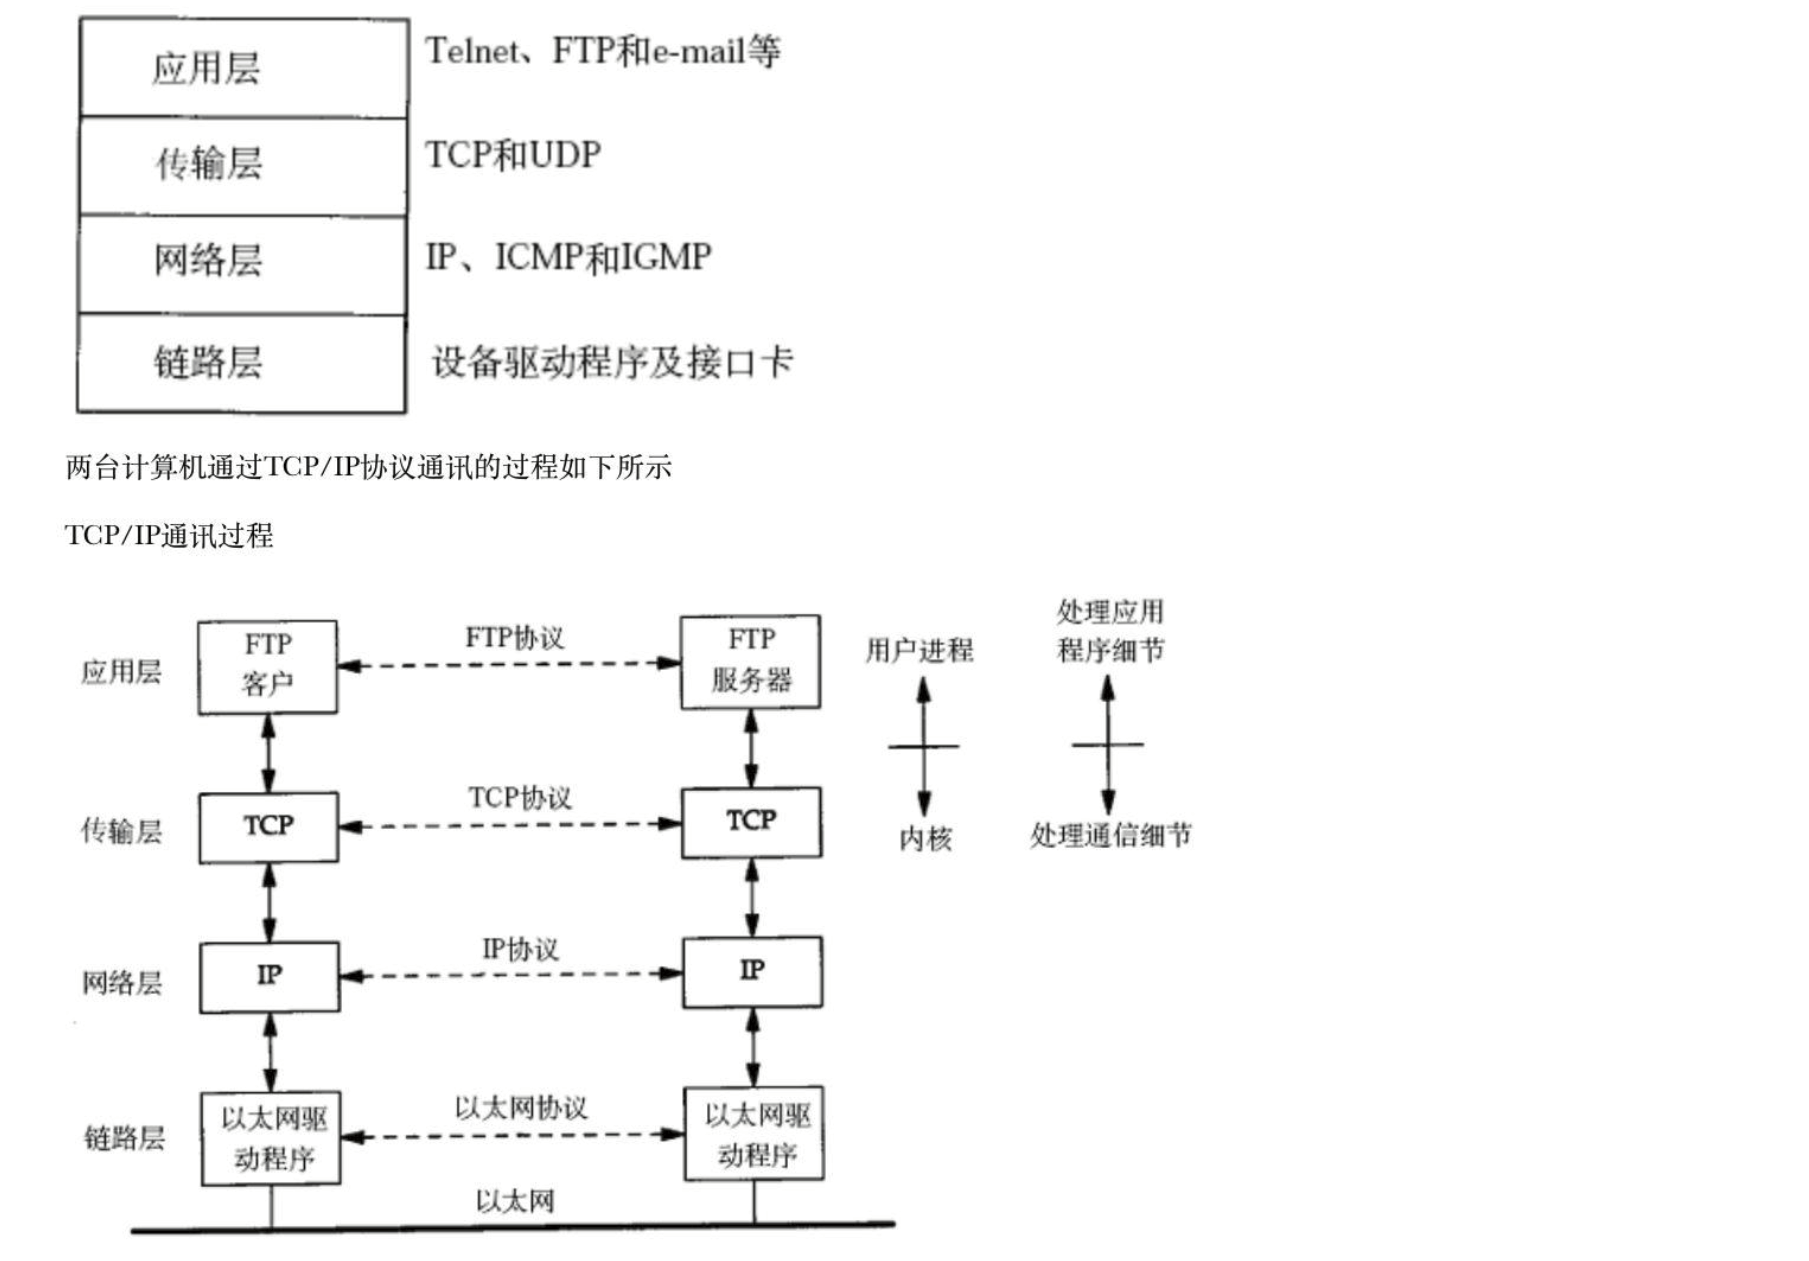 应用层 Telnet、FTP和e-mail等
传输层 TCP和UDP
网络层 IP、ICMP和IGMP
链路层 设备驱动程序及接口卡
两台计算机通过TCP/IP协议通讯的过程如下所示
TCP/IP通讯过程
应用层
FTP
客户
FTP协议
FTP
服务器
用户进程
处理应用
程序细节
传输层
TCP
TCP协议
TCP
内核
处理通信细节
网络层
IP
IP协议
IP
链路层
以太网驱
动程序
以太网协议
以太网驱
动程序
以太网